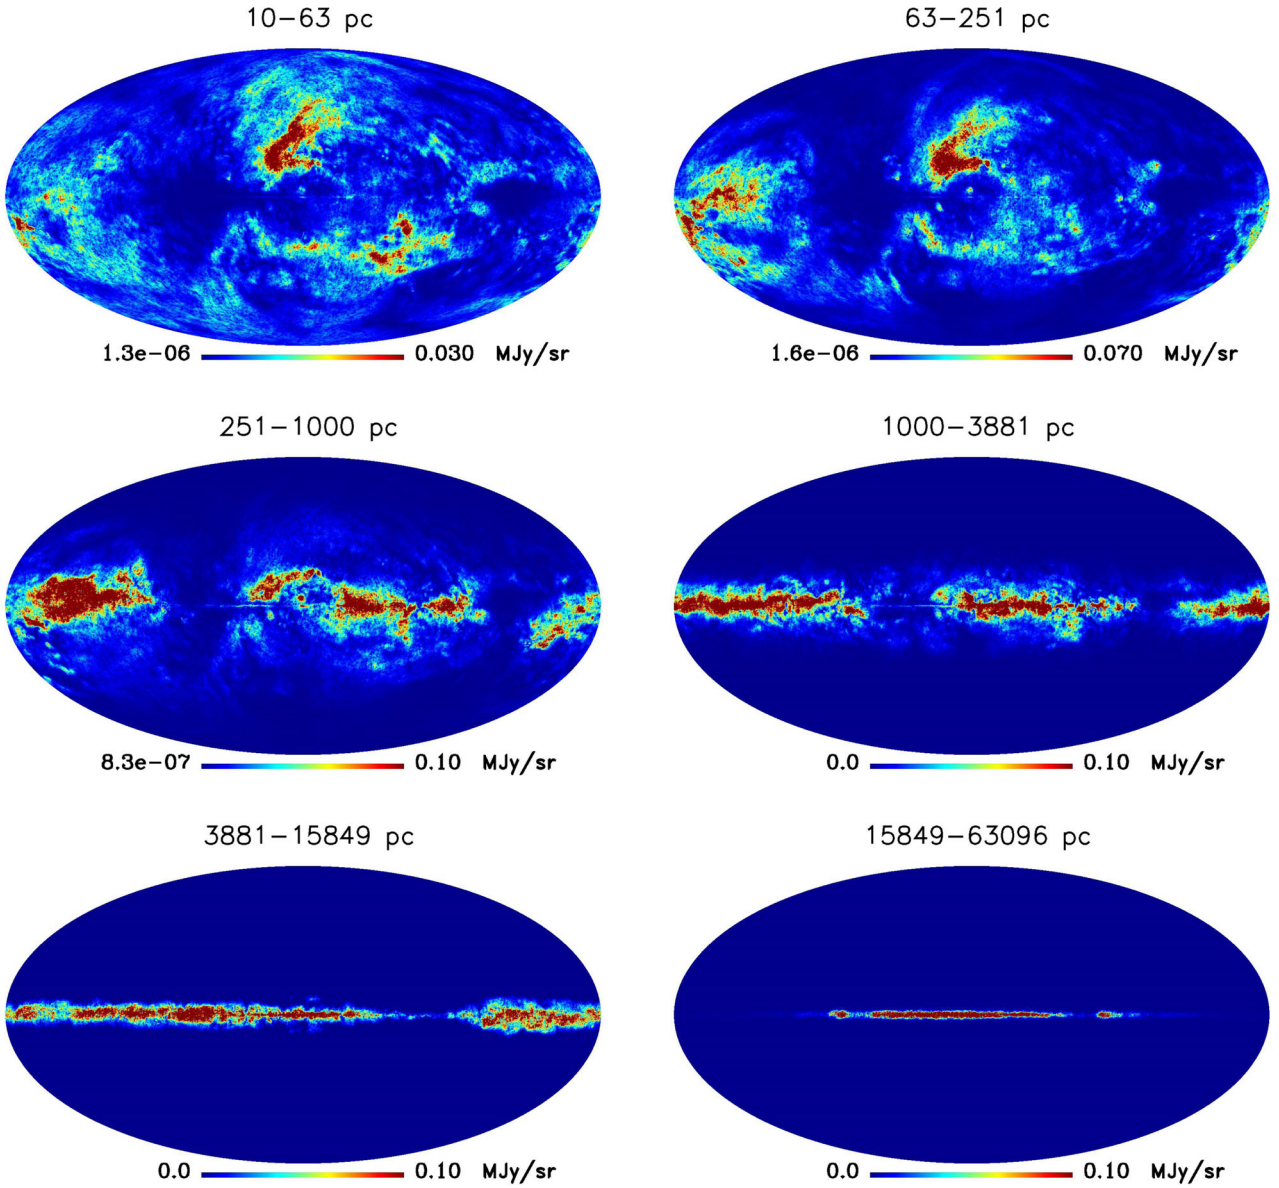 10−63 pc
63−251 pc
1.3e−06 0.030 MJy/sr
1.6e−06 0.070 MJy/sr
251−1000 pc
1000−3881 pc
8.3e−07 0.10 MJy/sr
0.0 0.10 MJy/sr
3881−15849 pc
15849−63096 pc
0.0 0.10 MJy/sr
0.0 0.10 MJy/sr